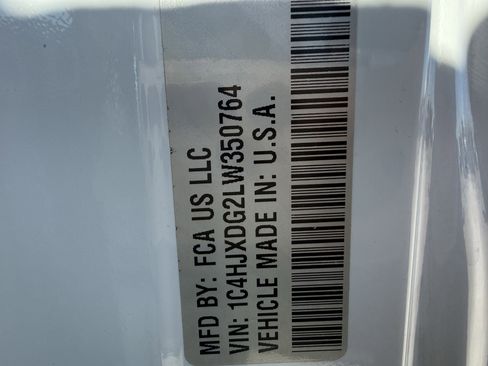 MFD BY: FCA US LLC
VIN: 1C4HJXDG2LW350764
VEHICLE MADE IN: U.S.A.